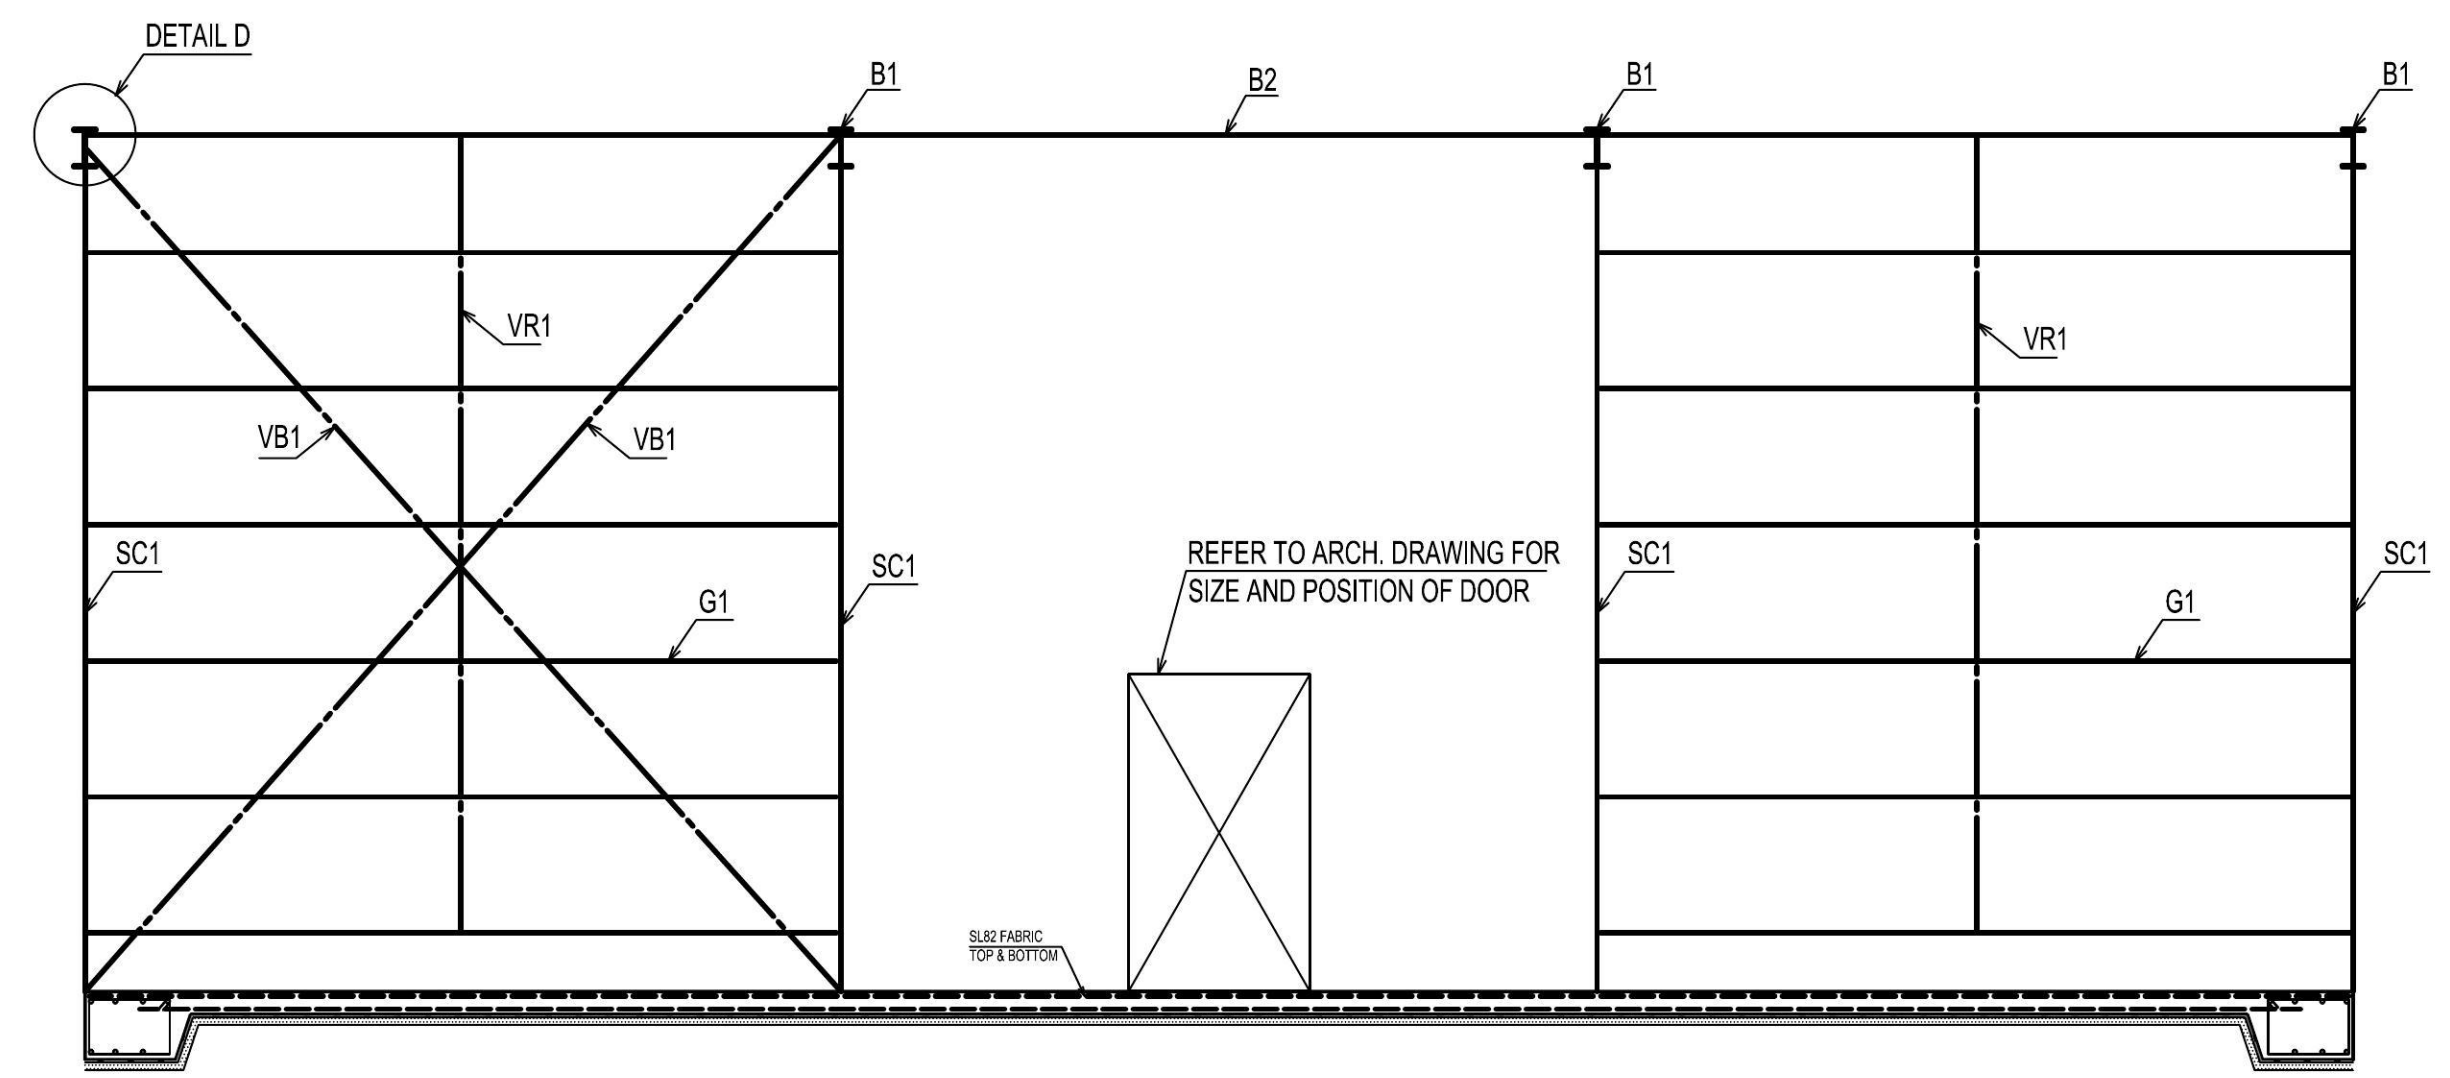 DETAIL D
B1
B2
B1
B1
VR1
VR1
VB1
VB1
SC1
SC1
REFER TO ARCH. DRAWING FOR
SIZE AND POSITION OF DOOR
SC1
SC1
G1
G1
SL82 FABRIC
TOP & BOTTOM